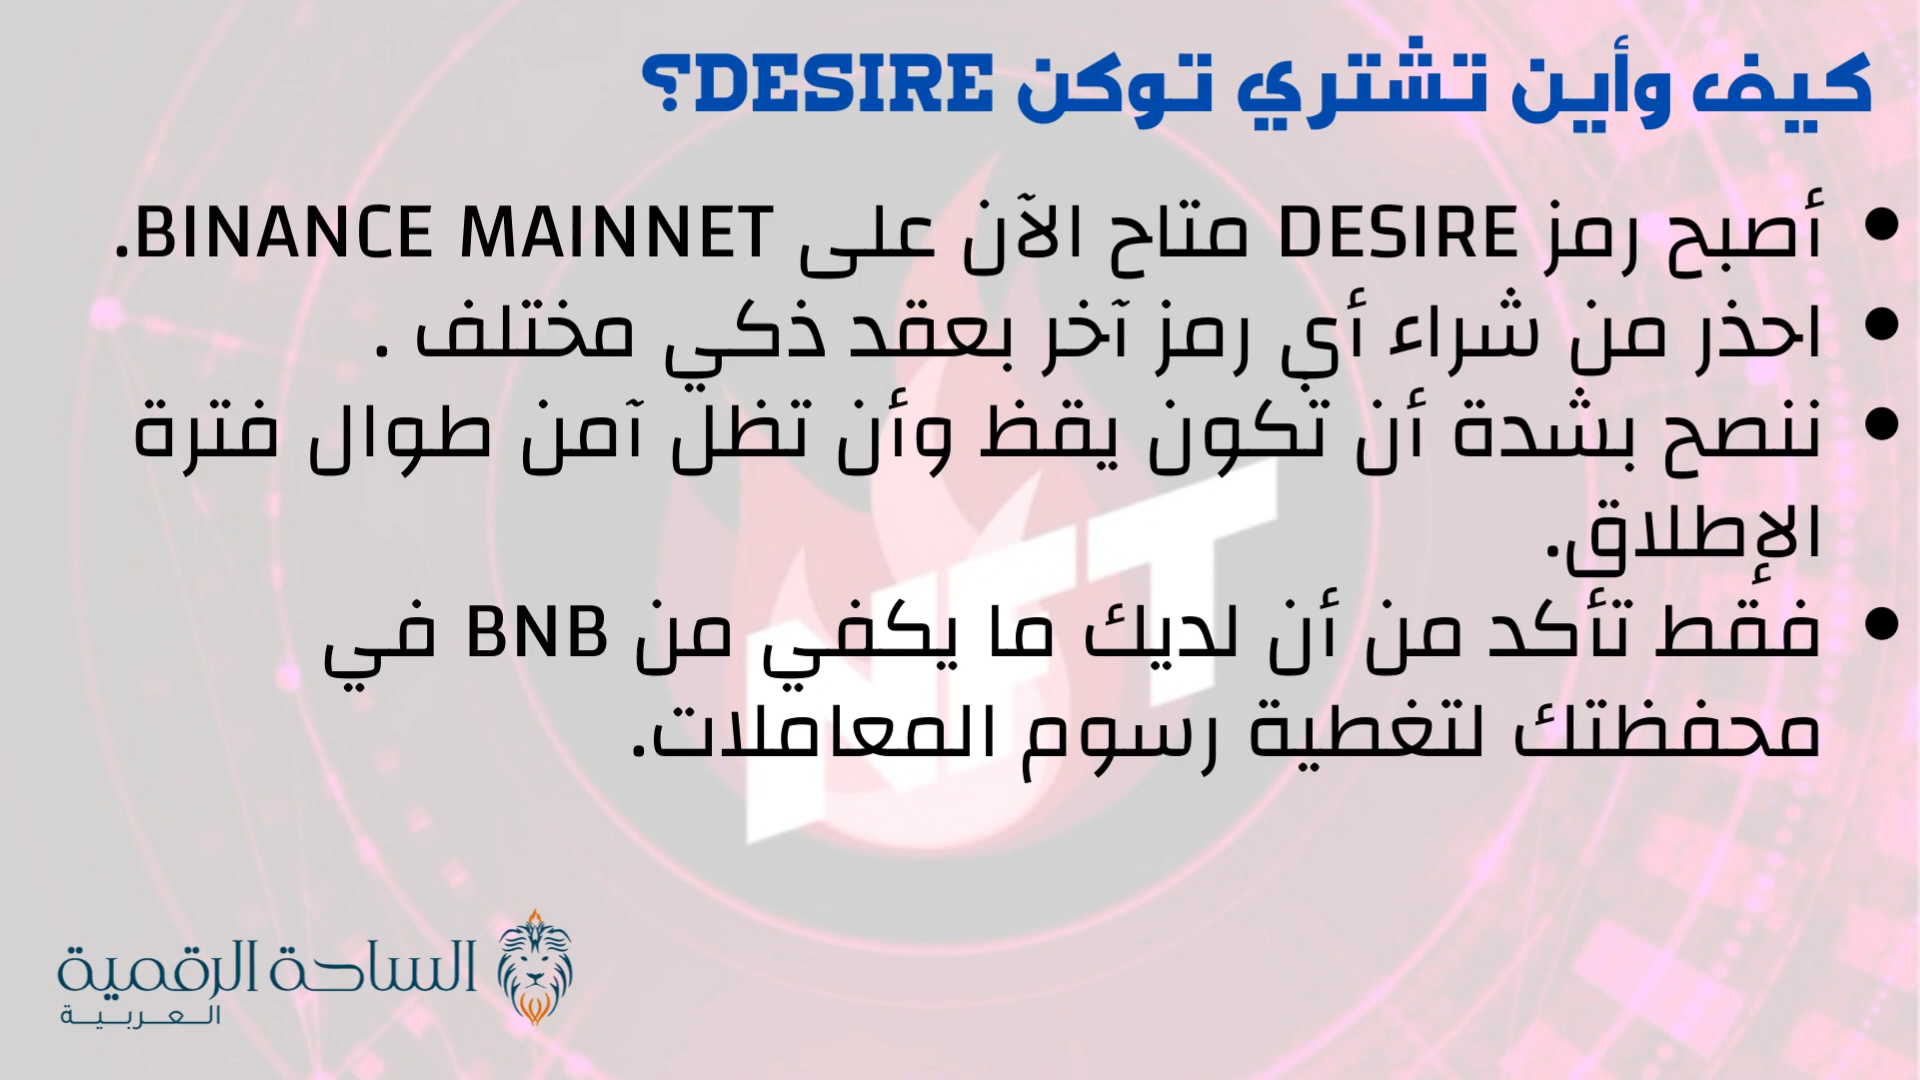 كيف وأين تشتري توكن DESIRE؟
• أصبح رمز DESIRE متاح الآن على BINANCE MAINNET.
• احذر من شراء أي رمز آخر بعقد ذكي مختلف .
• ننصح بشدة أن تكون يقظ وأن تظل آمن طوال فترة
الإطلاق.
• فقط تأكد من أن لديك ما يكفي من BNB في
محفظتك لتغطية رسوم المعاملات.
NFT
الساحة الرقمية
العربية